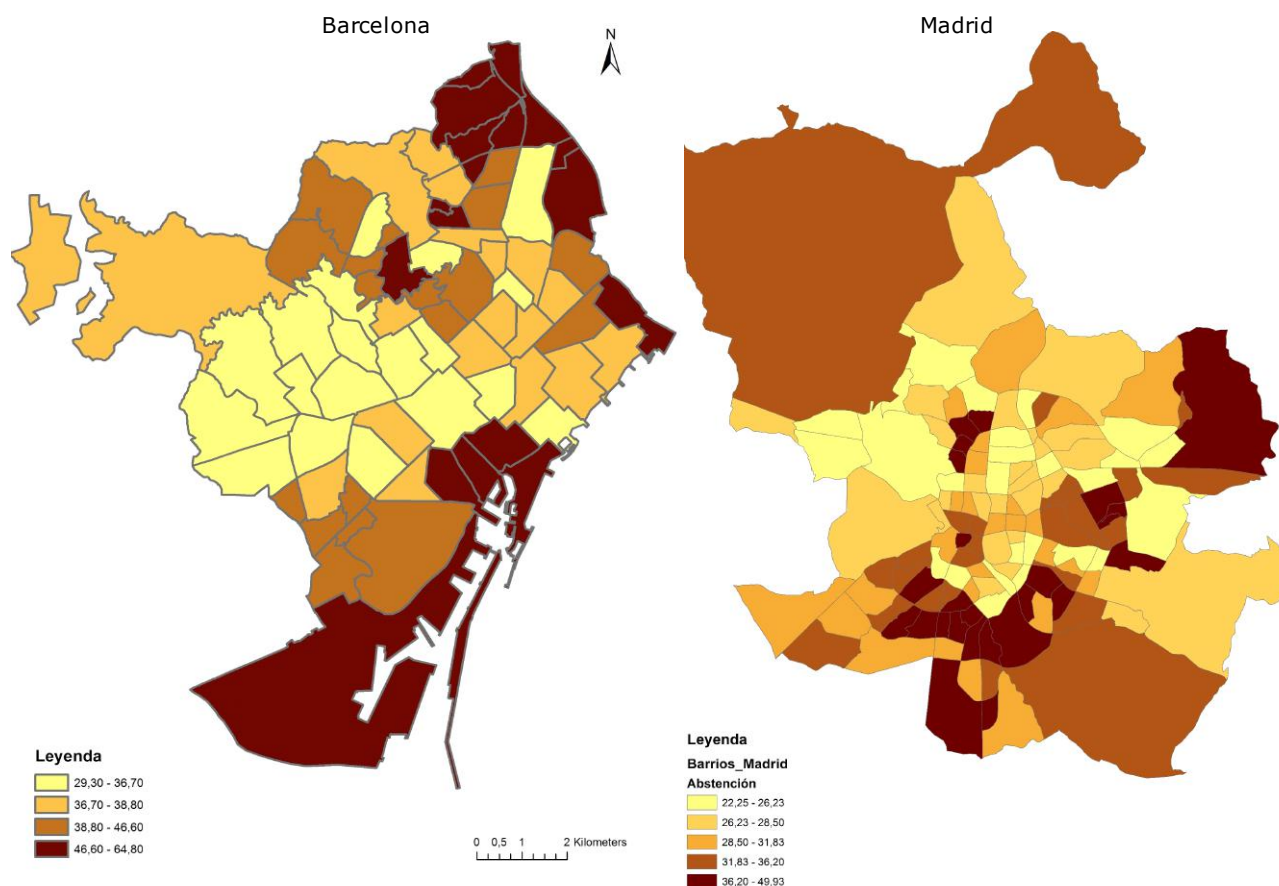 Barcelona
N
Leyenda
29,30 - 36,70
36,70 - 38,80
38,80 - 46,60
46,60 - 64,80
0 0,5 1 2 Kilometers
Madrid
Leyenda
Barrios_Madrid
Abstención
22,25 - 26,23
26,23 - 28,50
28,50 - 31,83
31,83 - 36,20
36,20 - 49,93